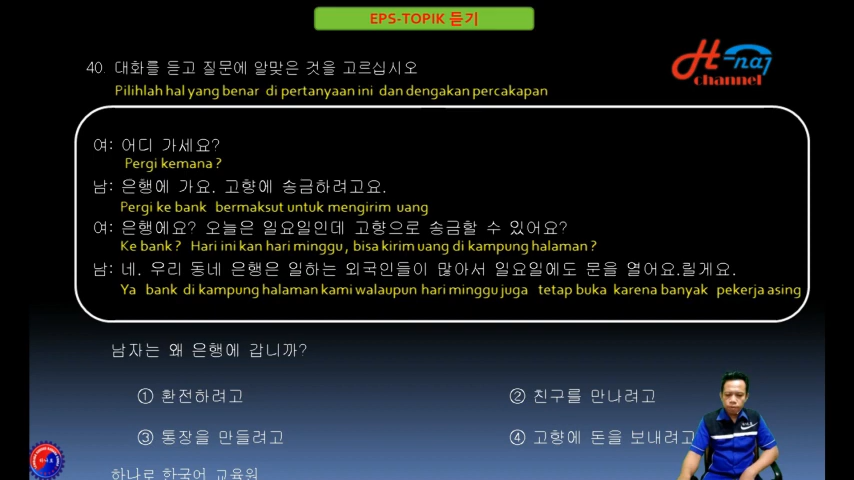 EPS-TOPIK 듣기
H-naj
channel
40. 대화를 듣고 질문에 알맞은 것을 고르십시오
Pilihlah hal yang benar di pertanyaan ini dan dengakan percakapan
여: 어디 가세요?
Pergi kemana ?
남: 은행에 가요. 고향에 송금하려고요.
Pergi ke bank bermaksut untuk mengirim uang
여: 은행에요? 오늘은 일요일인데 고향으로 송금할 수 있어요?
Ke bank ? Hari ini kan hari minggu , bisa kirim uang di kampung halaman ?
남: 네. 우리 동네 은행은 일하는 외국인들이 많아서 일요일에도 문을 열어요.릴게요.
Ya bank di kampung halaman kami walaupun hari minggu juga tetap buka karena banyak pekerja asing
남자는 왜 은행에 갑니까?
① 환전하려고
② 친구를 만나려고
③ 통장을 만들려고
④ 고향에 돈을 보내려고
하나로 한국어 교육원